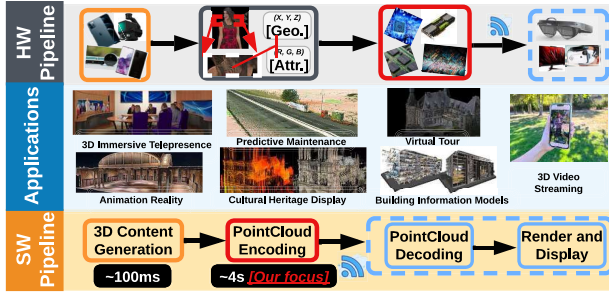 HW
Pipeline
(X, Y, Z)
[Geo.]
(R, G, B)
[Attr.]
Applications
3D Immersive Telepresence
Predictive Maintenance
Virtual Tour
Animation Reality
Cultural Heritage Display
Building Information Models
3D Video
Streaming
SW
Pipeline
3D Content
Generation
PointCloud
Encoding
PointCloud
Decoding
Render and
Display
~100ms
~4s [Our focus]